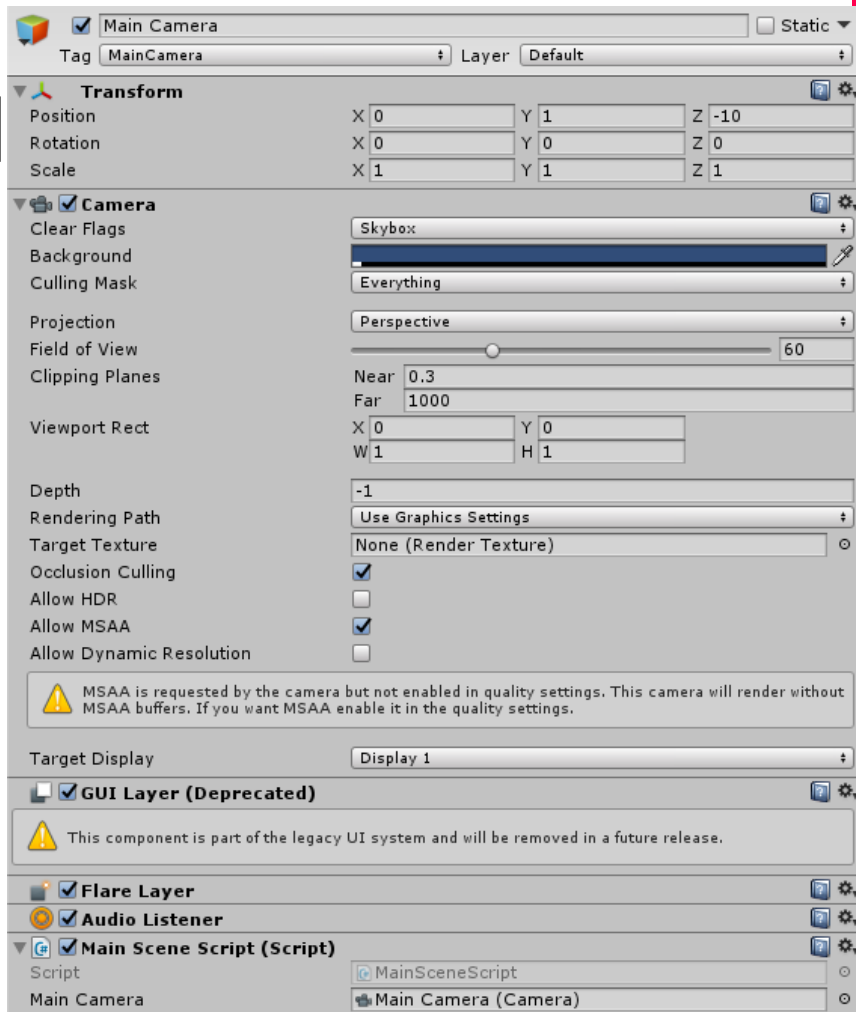 Main Camera Static
Tag MainCamera Layer Default
Transform
Position X 0 Y 1 Z -10
Rotation X 0 Y 0 Z 0
Scale X 1 Y 1 Z 1
Camera
Clear Flags Skybox
Background
Culling Mask Everything
Projection Perspective
Field of View 60
Clipping Planes Near 0.3
Far 1000
Viewport Rect X 0 Y 0
W 1 H 1
Depth -1
Rendering Path Use Graphics Settings
Target Texture None (Render Texture)
Occlusion Culling
Allow HDR
Allow MSAA
Allow Dynamic Resolution
MSAA is requested by the camera but not enabled in quality settings. This camera will render without
MSAA buffers. If you want MSAA enable it in the quality settings.
Target Display Display 1
GUI Layer (Deprecated)
This component is part of the legacy UI system and will be removed in a future release.
Flare Layer
Audio Listener
C# Main Scene Script (Script)
Script MainSceneScript
Main Camera Main Camera (Camera)